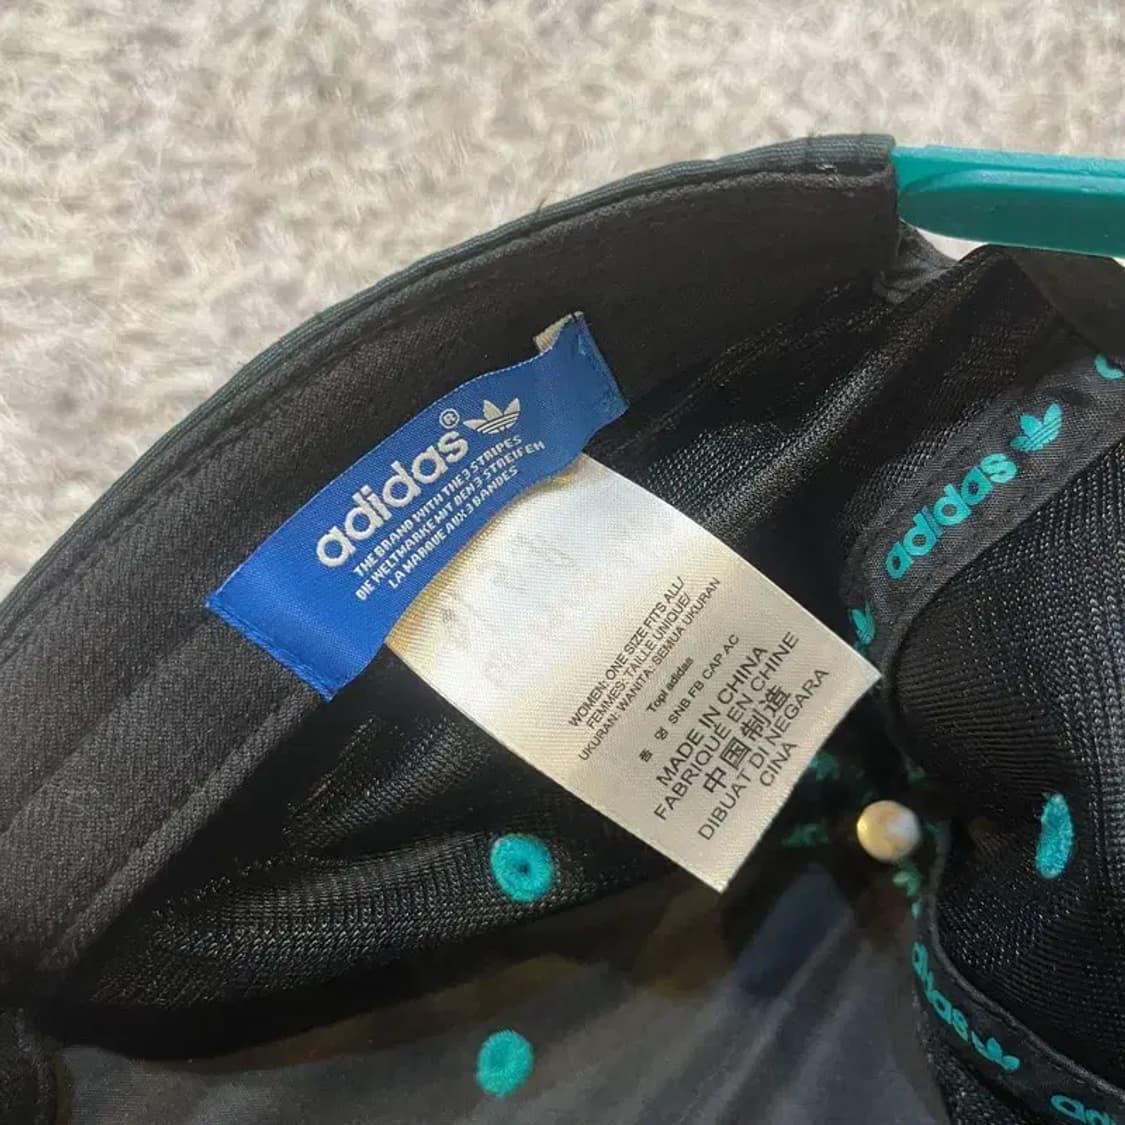 adidas®
THE BRAND WITH THE 3 STRIPES
DIE WELTMARKE MIT DEN 3 STREIFEN
LA MARQUE AUX 3 BANDES
WOMEN: ONE SIZE FITS ALL/
FEMMES: TAILLE UNIQUE/
UKURAN: WANITA: SEMUA UKURAN
Topi adidas
SNB FB CAP AC
MADE IN CHINA
FABRIQUÉ EN CHINE
中国制造
DIBUAT DI NEGARA
CINA
adidas
adidas
adi